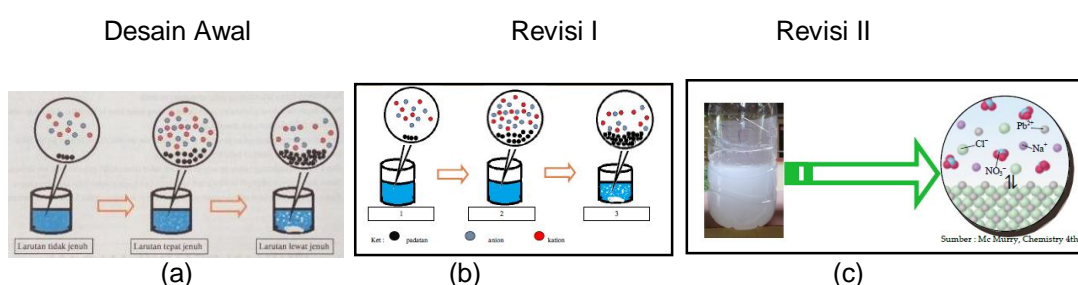 Desain Awal
Revisi I
Revisi II
Larutan tidak jenuh
Larutan tepat jenuh
Larutan lewat jenuh
1
2
3
Ket :
padatan
anion
kation
Pb²⁺
Cl⁻
Na⁺
NO₃⁻
Sumber : Mc Murry, Chemistry 4th
(a)
(b)
(c)